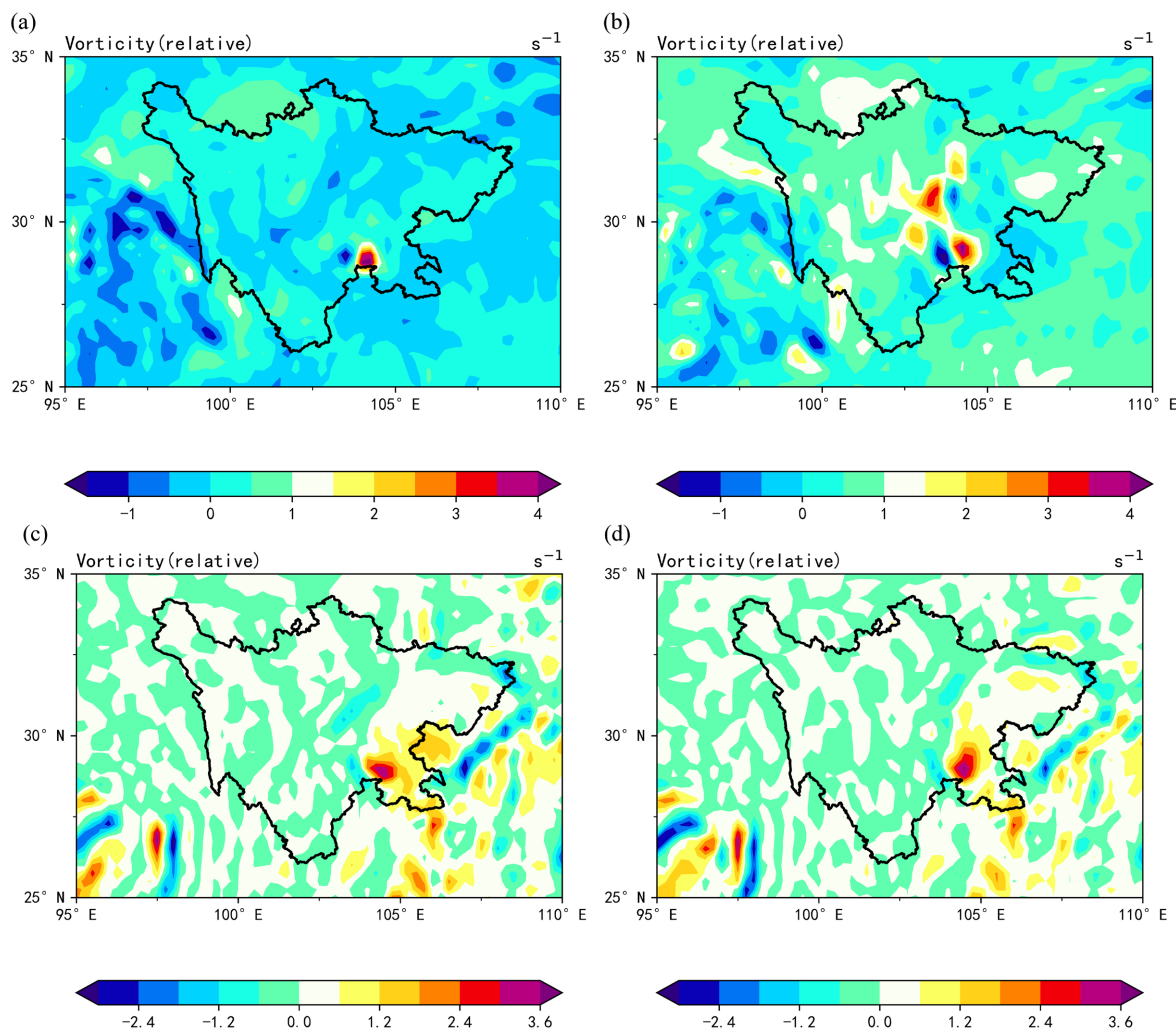 (a)
(b)
Vorticity(relative) s⁻¹
Vorticity(relative) s⁻¹
35° N
30° N
25° N
95° E 100° E 105° E 110° E
35° N
30° N
25° N
95° E 100° E 105° E 110° E
-1 0 1 2 3 4
-1 0 1 2 3 4
(c)
(d)
Vorticity(relative) s⁻¹
Vorticity(relative) s⁻¹
35° N
30° N
25° N
95° E 100° E 105° E 110° E
35° N
30° N
25° N
95° E 100° E 105° E 110° E
-2.4 -1.2 0.0 1.2 2.4 3.6
-2.4 -1.2 0.0 1.2 2.4 3.6